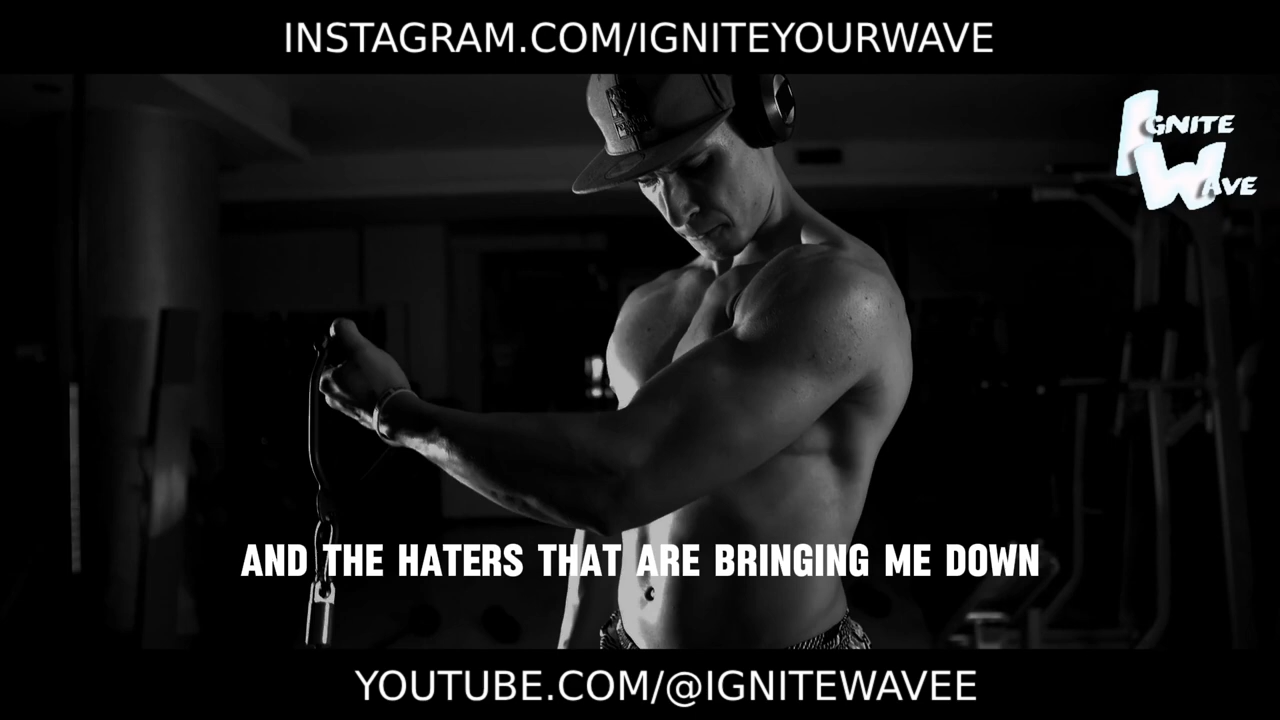 INSTAGRAM.COM/IGNITEYOURWAVE
IGNITE
WAVE
AND THE HATERS THAT ARE BRINGING ME DOWN
YOUTUBE.COM/@IGNITEWAVEE